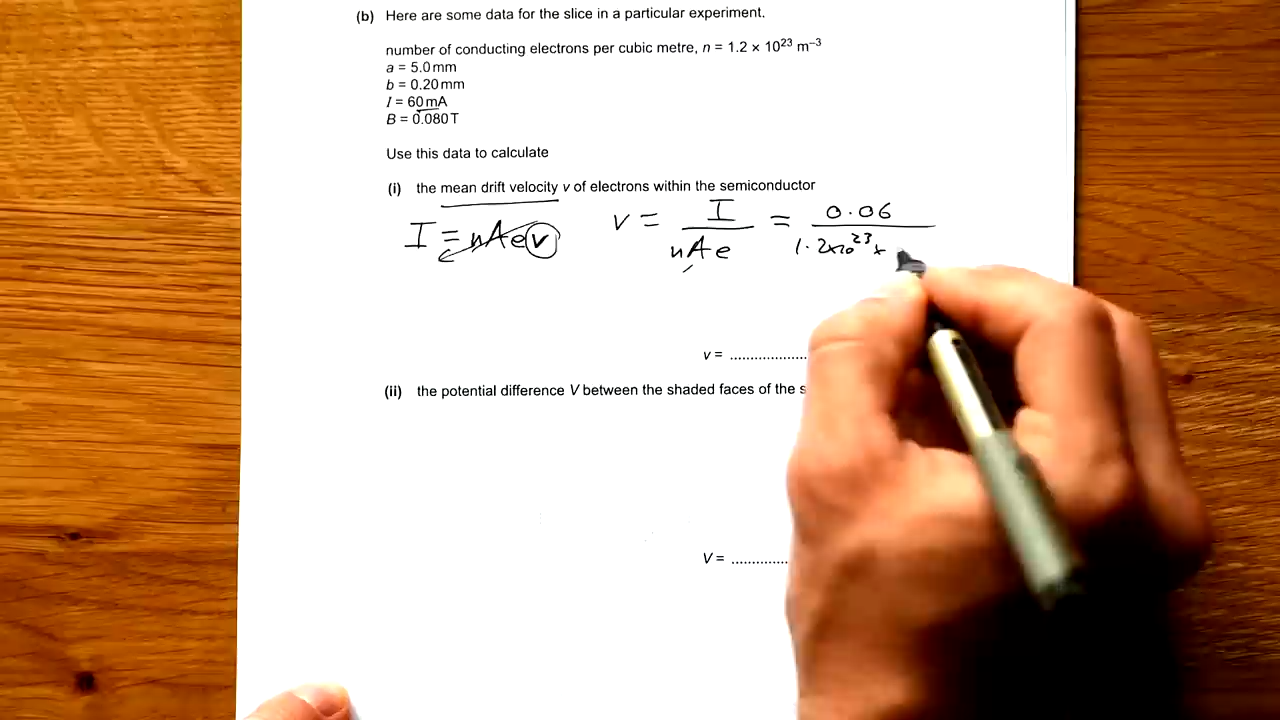 (b) Here are some data for the slice in a particular experiment.
number of conducting electrons per cubic metre, n = 1.2 × 10²³ m⁻³
a = 5.0 mm
b = 0.20 mm
I = 60 mA
B = 0.080 T
Use this data to calculate
(i) the mean drift velocity v of electrons within the semiconductor
I = nAev v = I/nAe = 0.06/1.2×10²³ ×
v = ...................
(ii) the potential difference V between the shaded faces of the s
V = ..............